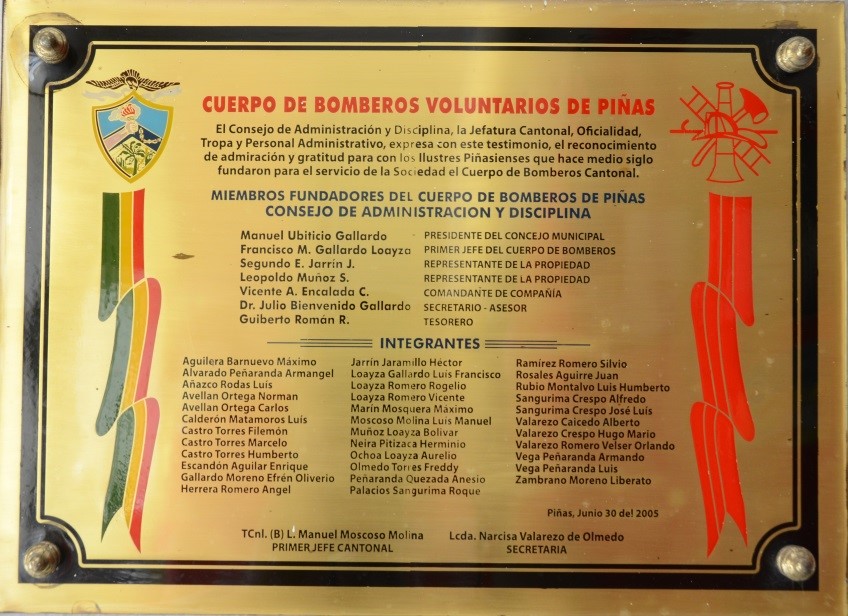 CUERPO DE BOMBEROS VOLUNTARIOS DE PIÑAS
El Consejo de Administración y Disciplina, la Jefatura Cantonal, Oficialidad,
Tropa y Personal Administrativo, expresa con este testimonio, el reconocimiento
de admiración y gratitud para con los Ilustres Piñasienses que hace medio siglo
fundaron para el servicio de la Sociedad el Cuerpo de Bomberos Cantonal.
MIEMBROS FUNDADORES DEL CUERPO DE BOMBEROS DE PIÑAS
CONSEJO DE ADMINISTRACION Y DISCIPLINA
Manuel Ubiticio Gallardo PRESIDENTE DEL CONCEJO MUNICIPAL
Francisco M. Gallardo Loayza PRIMER JEFE DEL CUERPO DE BOMBEROS
Segundo E. Jarrín J. REPRESENTANTE DE LA PROPIEDAD
Leopoldo Muñoz S. REPRESENTANTE DE LA PROPIEDAD
Vicente A. Encalada C. COMANDANTE DE COMPAÑÍA
Dr. Julio Bienvenido Gallardo SECRETARIO - ASESOR
Guiberto Román R. TESORERO
INTEGRANTES
Aguilera Barnuevo Máximo
Alvarado Peñaranda Armangel
Añazco Rodas Luís
Avellan Ortega Norman
Avellan Ortega Carlos
Calderón Matamoros Luís
Castro Torres Filemón
Castro Torres Marcelo
Castro Torres Humberto
Escandón Aguilar Enrique
Gallardo Moreno Efrén Oliverio
Herrera Romero Angel
Jarrín Jaramillo Héctor
Loayza Gallardo Luís Francisco
Loayza Romero Rogelio
Loayza Romero Vicente
Marín Mosquera Máximo
Moscoso Molina Luís Manuel
Muñoz Loayza Bolívar
Neira Pitizaca Herminio
Ochoa Loayza Aurelio
Olmedo Torres Freddy
Peñaranda Quezada Anesio
Palacios Sangurima Roque
Ramírez Romero Silvio
Rosales Aguirre Juan
Rubio Montalvo Luis Humberto
Sangurima Crespo Alfredo
Sangurima Crespo José Luís
Valarezo Caicedo Alberto
Valarezo Crespo Hugo Mario
Valarezo Romero Velser Orlando
Vega Peñaranda Armando
Vega Peñaranda Luis
Zambrano Moreno Liberato
Piñas, Junio 30 del 2005
TCnl. (B) L. Manuel Moscoso Molina
PRIMER JEFE CANTONAL
Lcda. Narcisa Valarezo de Olmedo
SECRETARIA